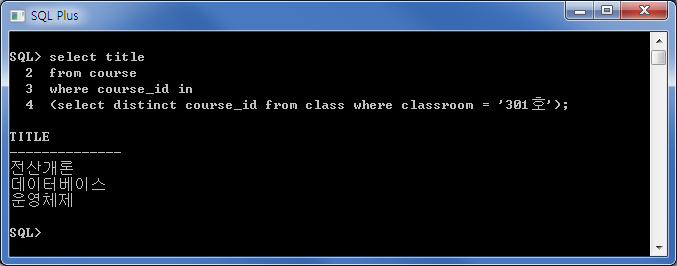 SQL Plus
SQL> select title
2 from course
3 where course_id in
4 (select distinct course_id from class where classroom = '301호');
TITLE
--------------
전산개론
데이터베이스
운영체제
SQL>